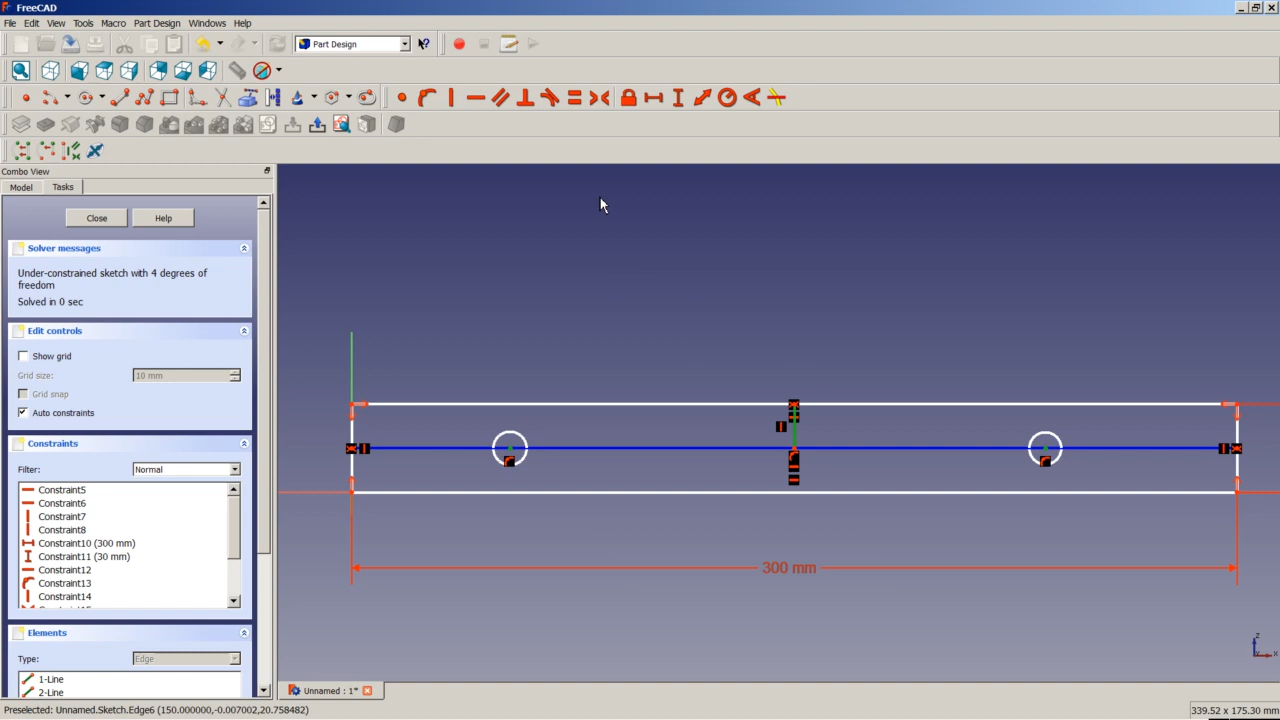 FreeCAD
File Edit View Tools Macro Part Design Windows Help
Part Design
Combo View
Model Tasks
Close Help
Solver messages
Under-constrained sketch with 4 degrees of
freedom
Solved in 0 sec
Edit controls
Show grid
Grid size: 10 mm
Grid snap
Auto constraints
Constraints
Filter: Normal
Constraint5
Constraint6
Constraint7
Constraint8
Constraint10 (300 mm)
Constraint11 (30 mm)
Constraint12
Constraint13
Constraint14
Elements
Type: Edge
1-Line
2-Line
300 mm
z
x
Unnamed : 1*
Preselected: Unnamed.Sketch.Edge6 (150.000000,-0.007002,20.758482)
339.52 x 175.30 mm